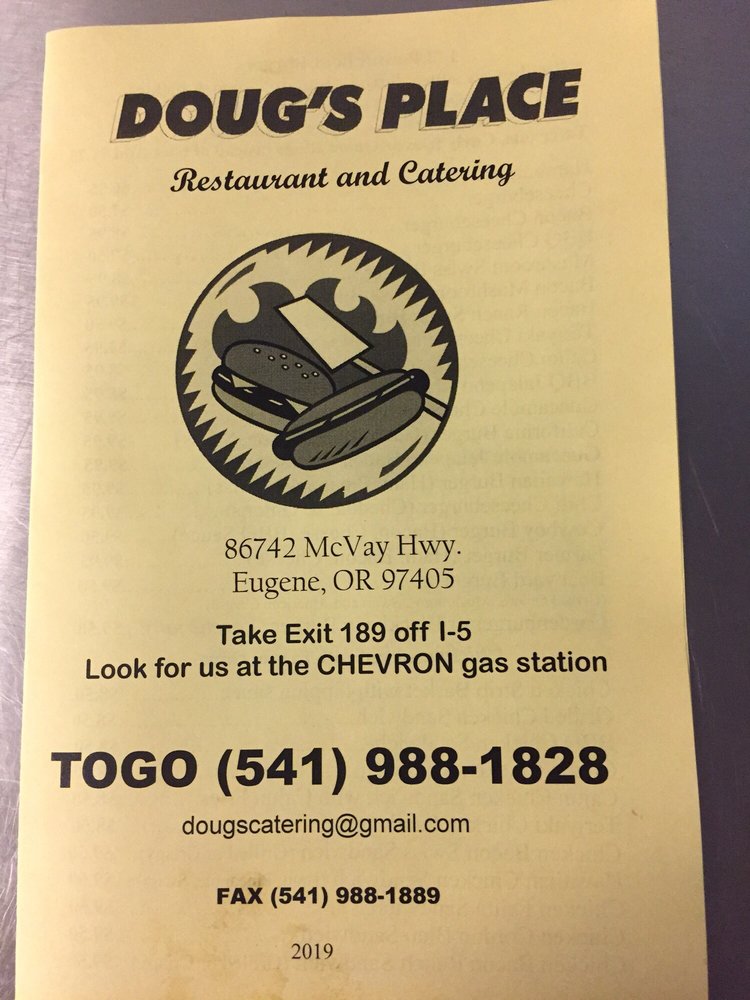 DOUG'S PLACE
Restaurant and Catering
86742 McVay Hwy.
Eugene, OR 97405
Take Exit 189 off I-5
Look for us at the CHEVRON gas station
TOGO (541) 988-1828
dougscatering@gmail.com
FAX (541) 988-1889
2019